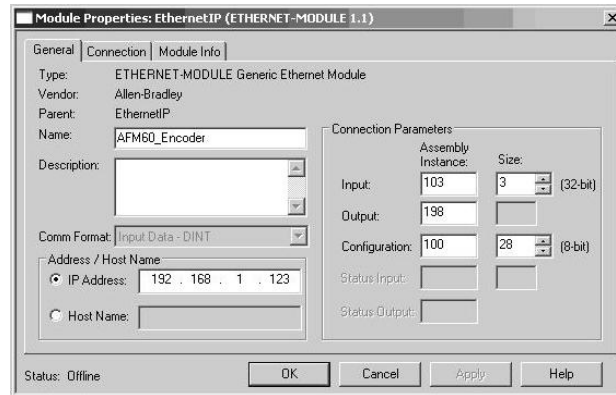 Module Properties: EthernetIP (ETHERNET-MODULE 1.1)
General
Connection
Module Info
Type: ETHERNET-MODULE Generic Ethernet Module
Vendor: Allen-Bradley
Parent: EthernetIP
Name: AFM60_Encoder
Description:
Comm Format: Input Data - DINT
Address / Host Name
IP Address: 192 . 168 . 1 . 123
Host Name:
Connection Parameters
Assembly
Instance: Size:
Input: 103 3 (32-bit)
Output: 198
Configuration: 100 28 (8-bit)
Status Input:
Status Output:
Status: Offline
OK
Cancel
Apply
Help